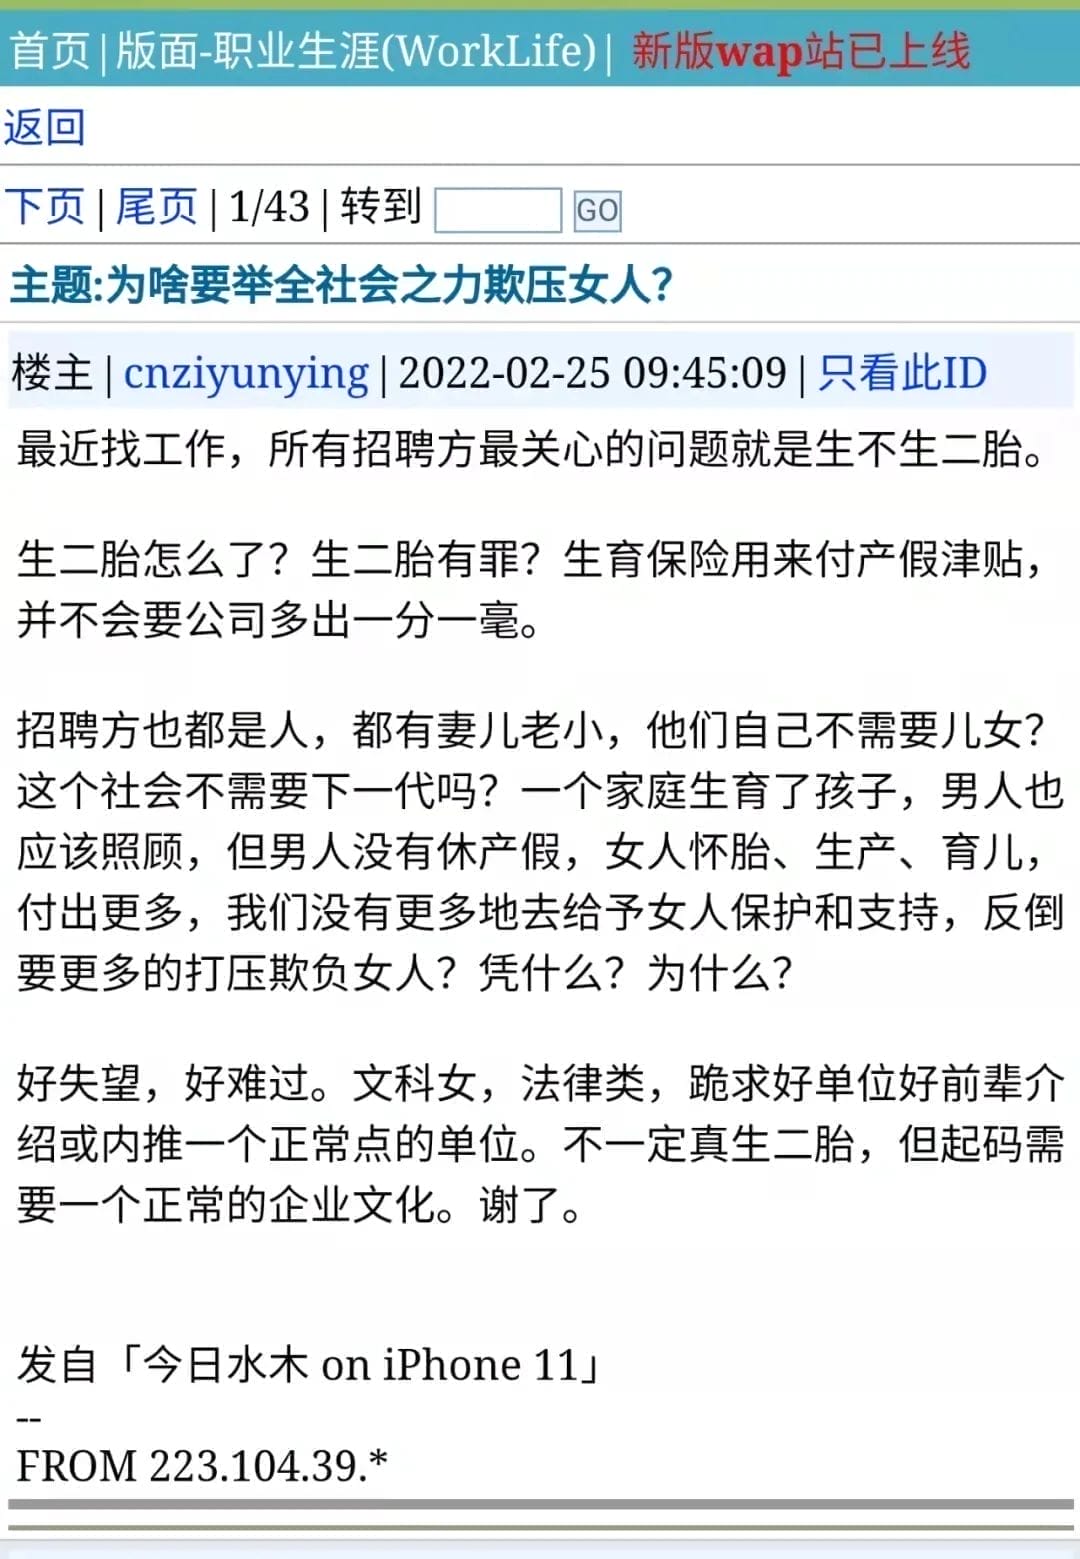 首页|版面-职业生涯(WorkLife)| 新版wap站已上线
返回
下页|尾页|1/43|转到 GO
主题:为啥要举全社会之力欺压女人?
楼主|cnziyunying|2022-02-25 09:45:09|只看此ID
最近找工作，所有招聘方最关心的问题就是生不生二胎。
生二胎怎么了？生二胎有罪？生育保险用来付产假津贴，
并不会要公司多出一分一毫。
招聘方也都是人，都有妻儿老小，他们自己不需要儿女？
这个社会不需要下一代吗？一个家庭生育了孩子，男人也
应该照顾，但男人没有休产假，女人怀胎、生产、育儿，
付出更多，我们没有更多地去给予女人保护和支持，反倒
要更多的打压欺负女人？凭什么？为什么？
好失望，好难过。文科女，法律类，跪求好单位好前辈介
绍或内推一个正常点的单位。不一定真生二胎，但起码需
要一个正常的企业文化。谢了。
发自「今日水木 on iPhone 11」
--
FROM 223.104.39.*